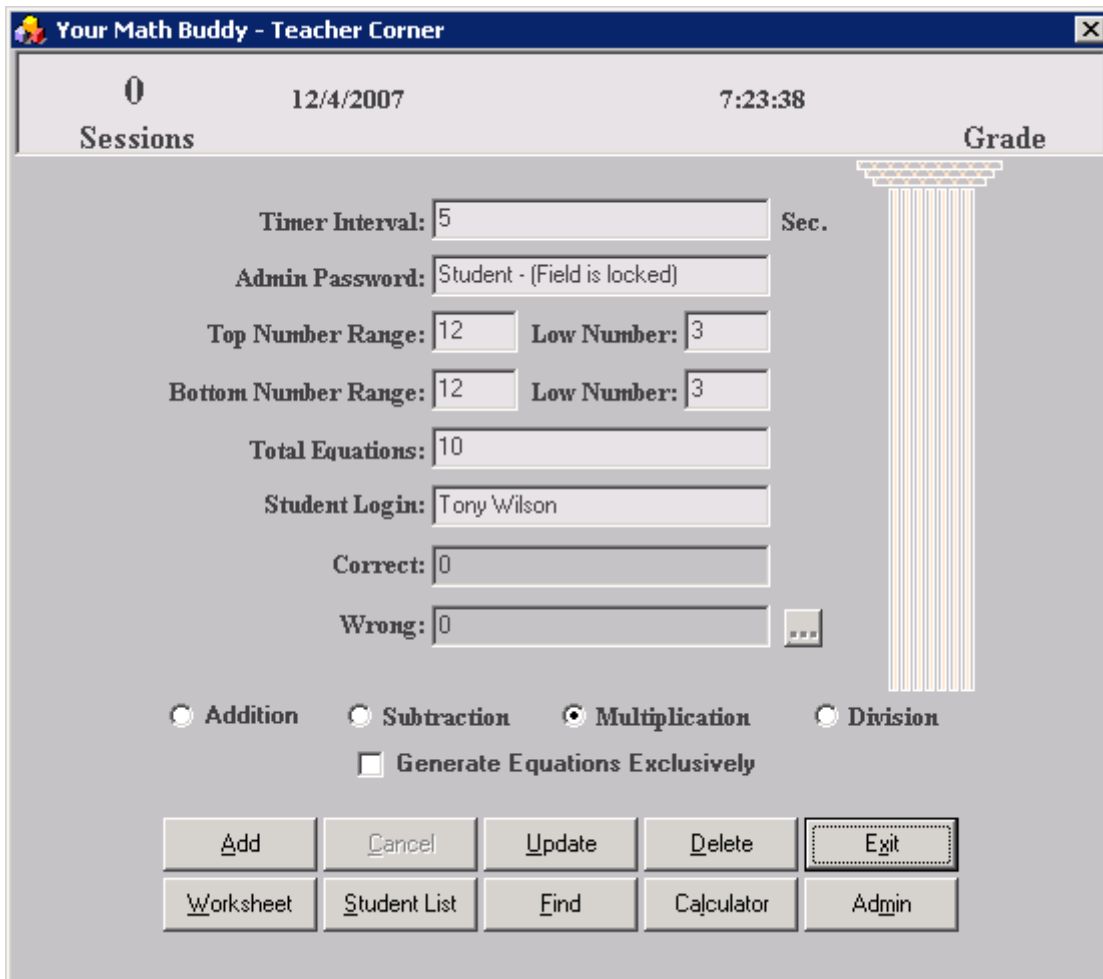 Your Math Buddy - Teacher Corner
0 12/4/2007 7:23:38
Sessions Grade
Timer Interval: 5 Sec.
Admin Password: Student - (Field is locked)
Top Number Range: 12 Low Number: 3
Bottom Number Range: 12 Low Number: 3
Total Equations: 10
Student Login: Tony Wilson
Correct: 0
Wrong: 0 ...
Addition Subtraction Multiplication Division
Generate Equations Exclusively
Add Cancel Update Delete Exit
Worksheet Student List Find Calculator Admin